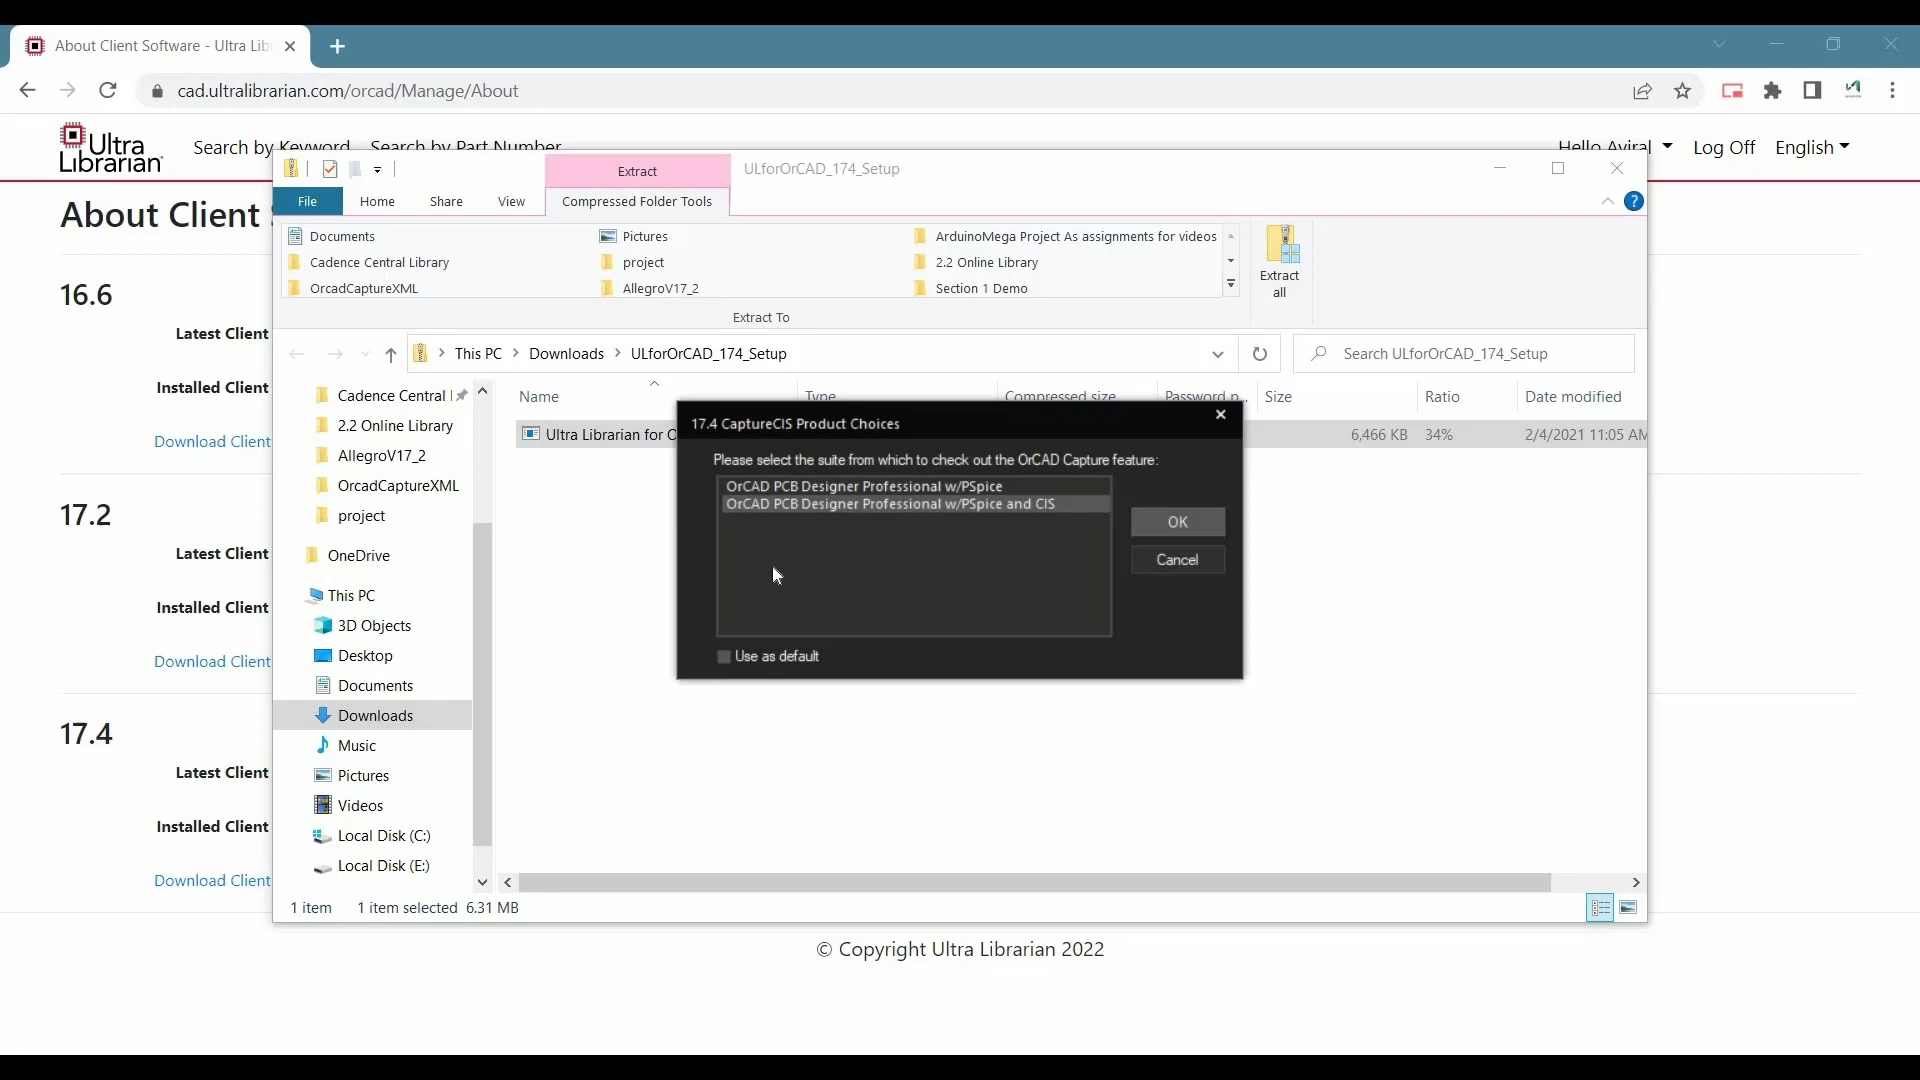 About Client Software - Ultra Lib
cad.ultralibrarian.com/orcad/Manage/About
Ultra Librarian
Search by Keyword Search by Part Number
Hello Aviral Log Off English
About Client
16.6
Latest Client
Installed Client
Download Client
17.2
Latest Client
Installed Client
Download Client
17.4
Latest Client
Installed Client
Download Client
Extract
ULforOrCAD_174_Setup
File Home Share View Compressed Folder Tools
Documents Pictures ArduinoMega Project As assignments for videos
Cadence Central Library project 2.2 Online Library
OrcadCaptureXML AllegroV17_2 Section 1 Demo
Extract all
Extract To
This PC > Downloads > ULforOrCAD_174_Setup
Search ULforOrCAD_174_Setup
Name Type Compressed size Password p... Size Ratio Date modified
Ultra Librarian for O 6,466 KB 34% 2/4/2021 11:05 AM
Cadence Central
2.2 Online Library
AllegroV17_2
OrcadCaptureXML
project
OneDrive
This PC
3D Objects
Desktop
Documents
Downloads
Music
Pictures
Videos
Local Disk (C:)
Local Disk (E:)
17.4 CaptureCIS Product Choices
Please select the suite from which to check out the OrCAD Capture feature:
OrCAD PCB Designer Professional w/PSpice
OrCAD PCB Designer Professional w/PSpice and CIS
OK
Cancel
Use as default
1 item 1 item selected 6.31 MB
© Copyright Ultra Librarian 2022